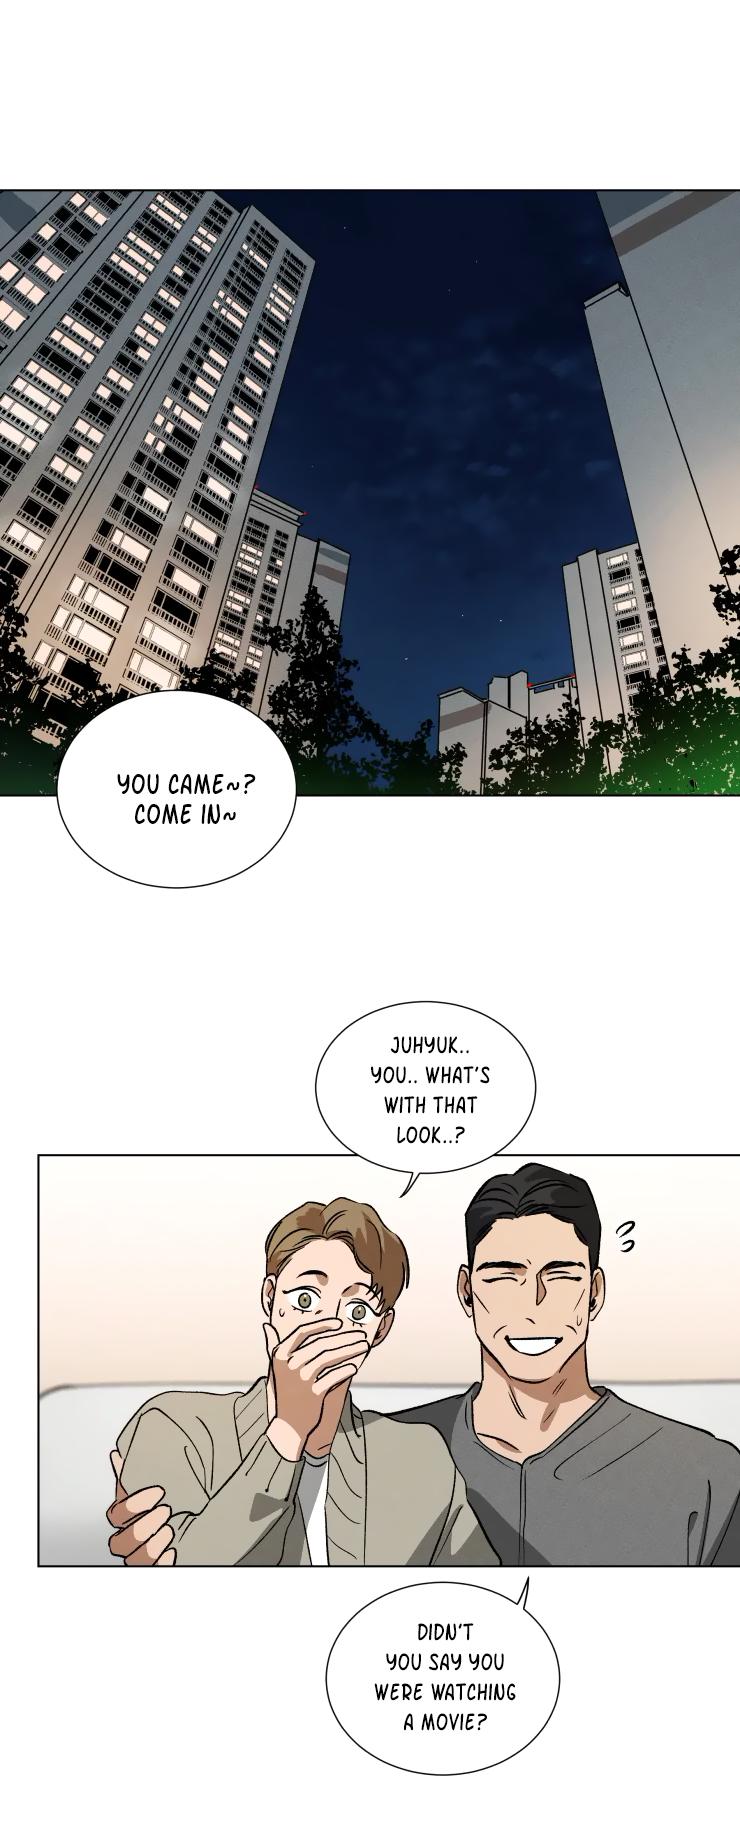 YOU CAME~?
COME IN~
JUHYUK..
YOU.. WHAT'S
WITH THAT
LOOK..?
DIDN'T
YOU SAY YOU
WERE WATCHING
A MOVIE?